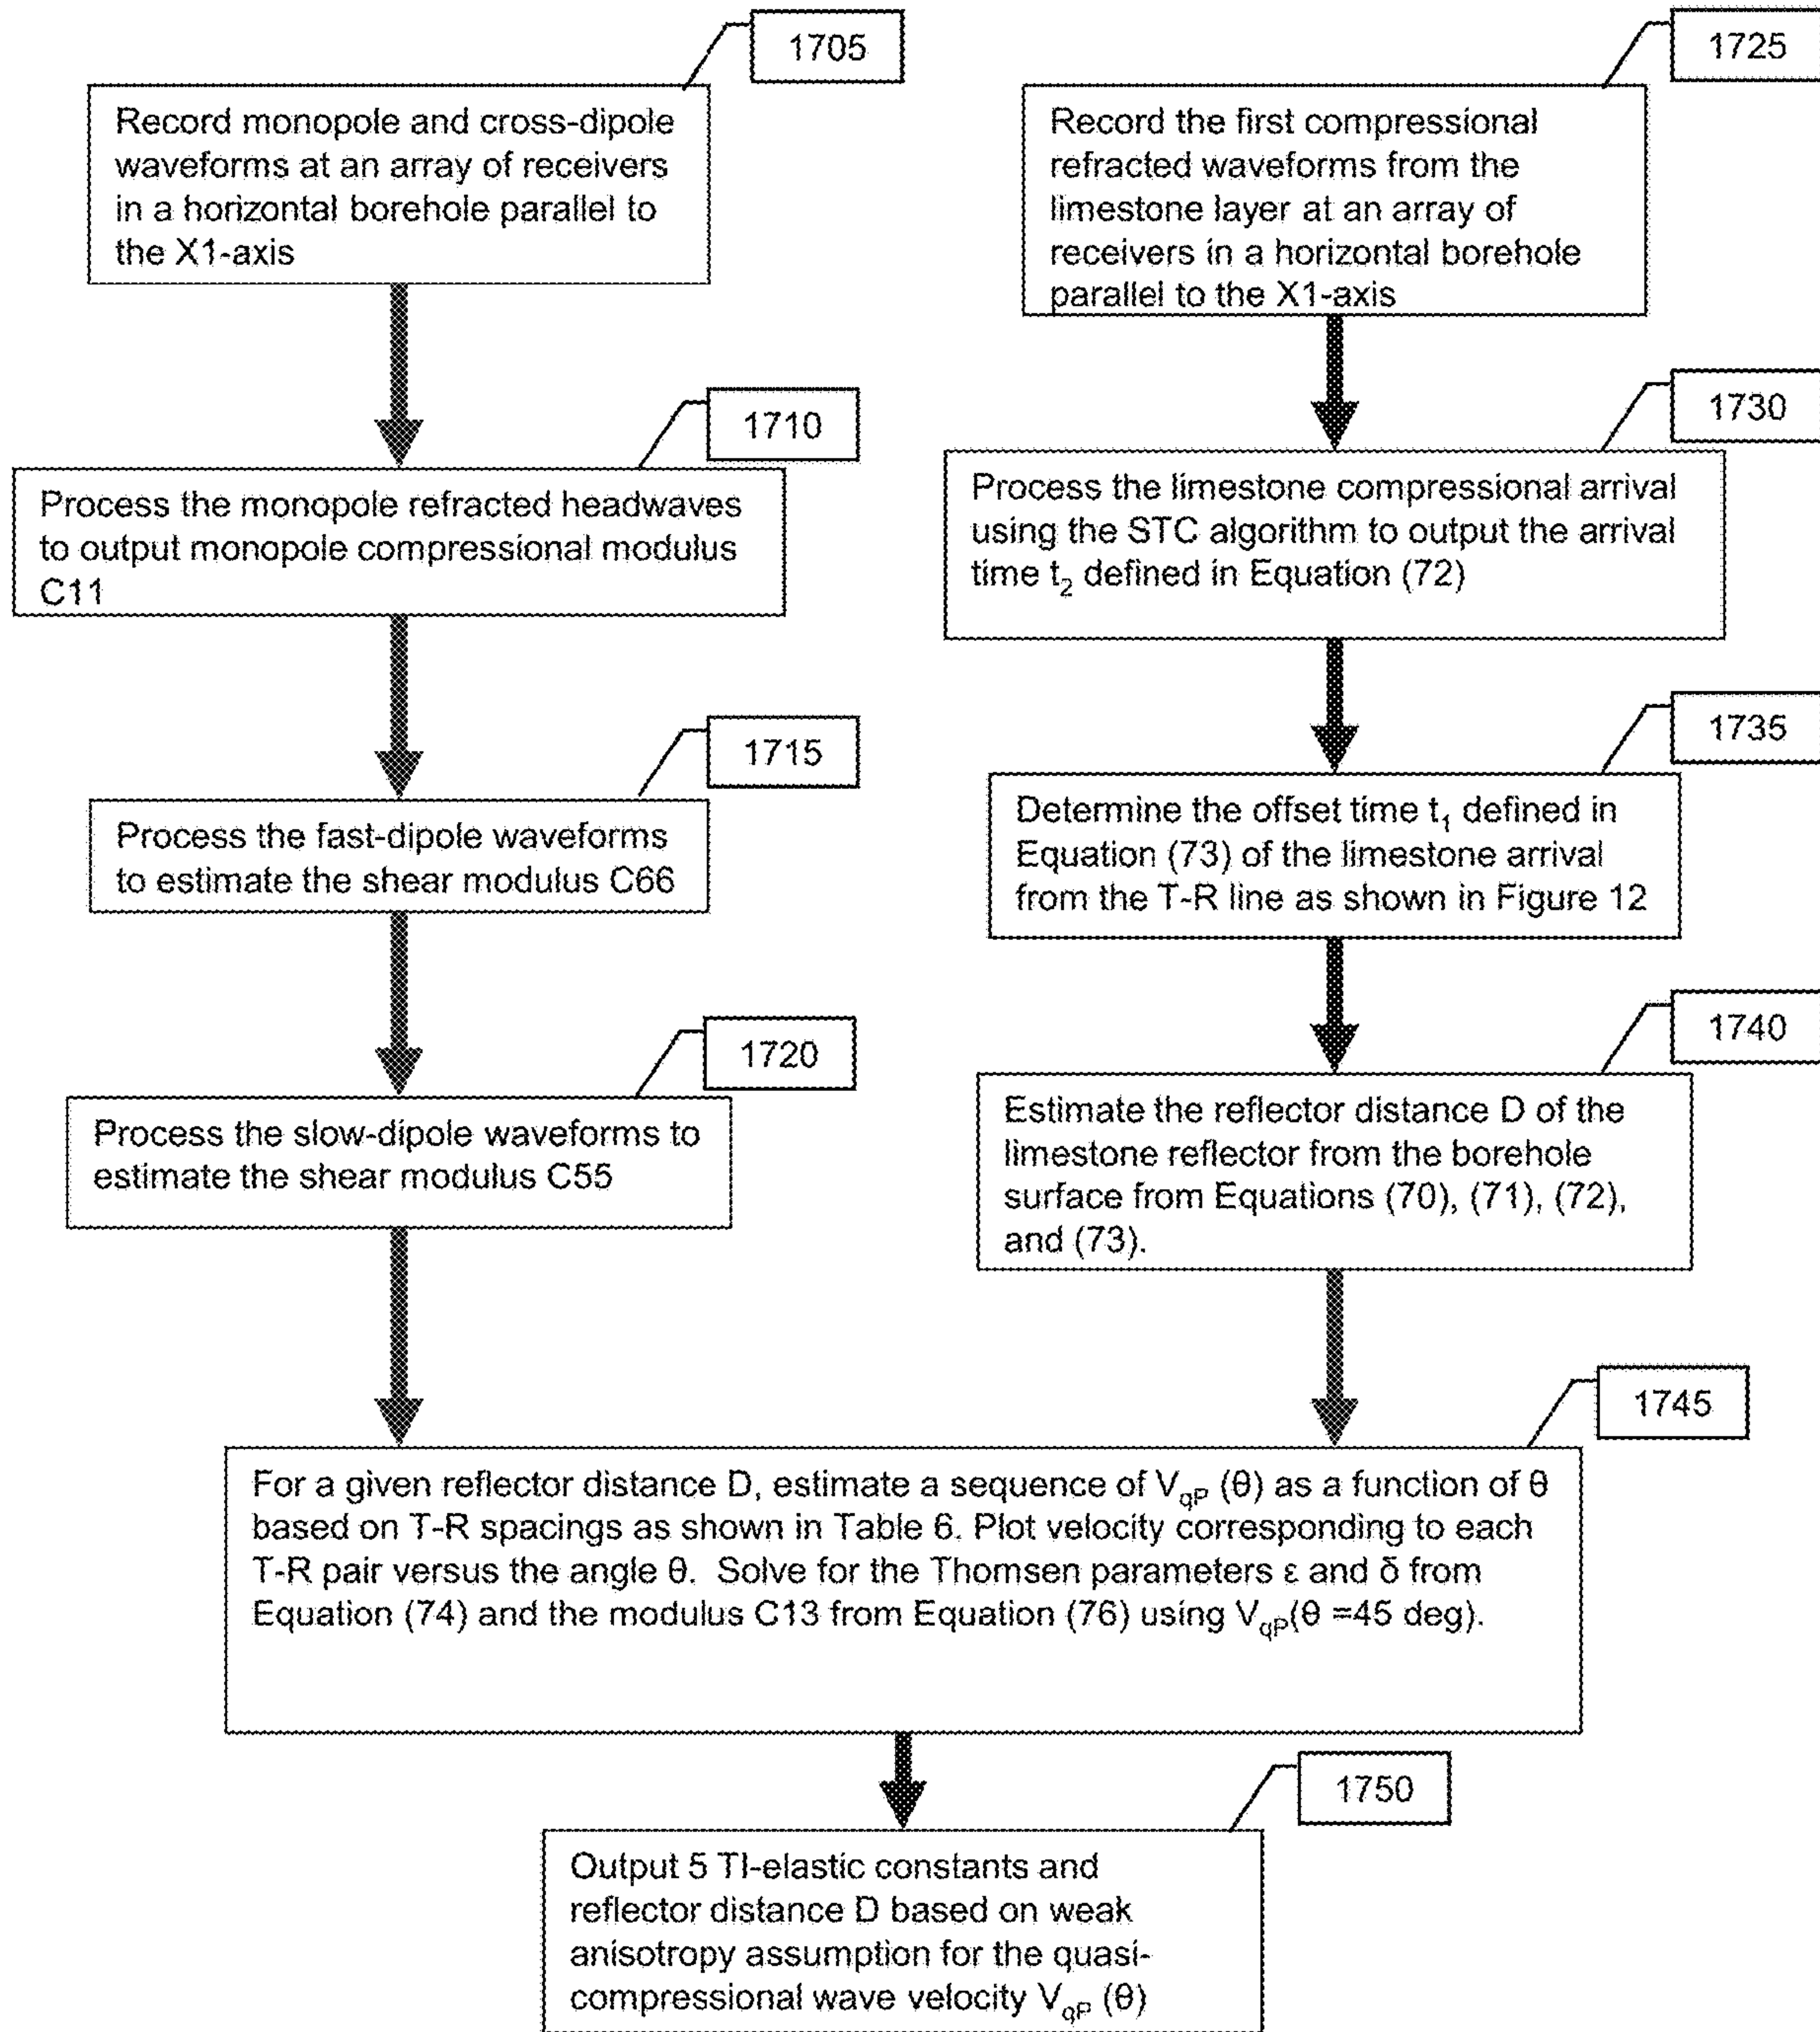 1705
Record monopole and cross-dipole
waveforms at an array of receivers
in a horizontal borehole parallel to
the X1-axis
1710
Process the monopole refracted headwaves
to output monopole compressional modulus
C11
1715
Process the fast-dipole waveforms
to estimate the shear modulus C66
1720
Process the slow-dipole waveforms to
estimate the shear modulus C55
1725
Record the first compressional
refracted waveforms from the
limestone layer at an array of
receivers in a horizontal borehole
parallel to the X1-axis
1730
Process the limestone compressional arrival
using the STC algorithm to output the arrival
time t₂ defined in Equation (72)
1735
Determine the offset time t₁ defined in
Equation (73) of the limestone arrival
from the T-R line as shown in Figure 12
1740
Estimate the reflector distance D of the
limestone reflector from the borehole
surface from Equations (70), (71), (72),
and (73).
1745
For a given reflector distance D, estimate a sequence of V_qP (θ) as a function of θ
based on T-R spacings as shown in Table 6. Plot velocity corresponding to each
T-R pair versus the angle θ. Solve for the Thomsen parameters ε and δ from
Equation (74) and the modulus C13 from Equation (76) using V_qP(θ =45 deg).
1750
Output 5 TI-elastic constants and
reflector distance D based on weak
anisotropy assumption for the quasi-
compressional wave velocity V_qP (θ)